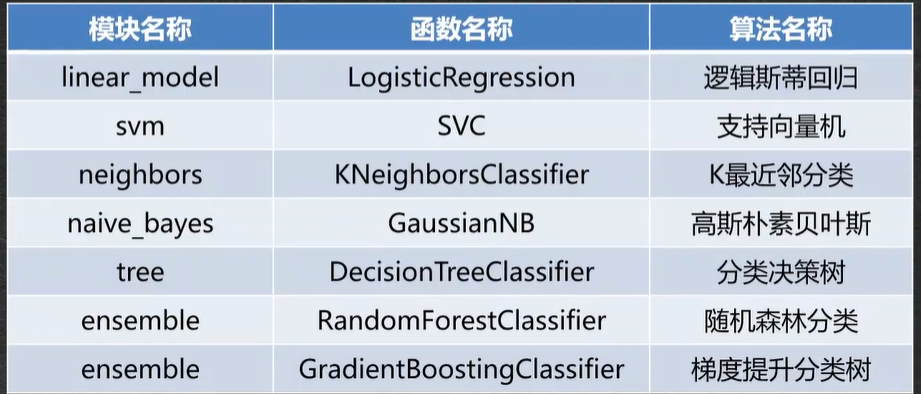 模块名称 函数名称 算法名称
linear_model LogisticRegression 逻辑斯蒂回归
svm SVC 支持向量机
neighbors KNeighborsClassifier K最近邻分类
naive_bayes GaussianNB 高斯朴素贝叶斯
tree DecisionTreeClassifier 分类决策树
ensemble RandomForestClassifier 随机森林分类
ensemble GradientBoostingClassifier 梯度提升分类树